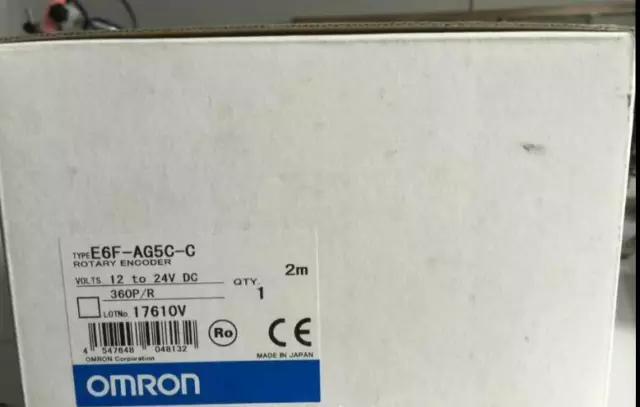 TYPE E6F-AG5C-C
ROTARY ENCODER
2m
VOLTS 12 to 24V DC QTY.
360P/R 1
LOTNo. 17610V
Ro CE
4 547648 048132
MADE IN JAPAN
OMRON Corporation
OMRON